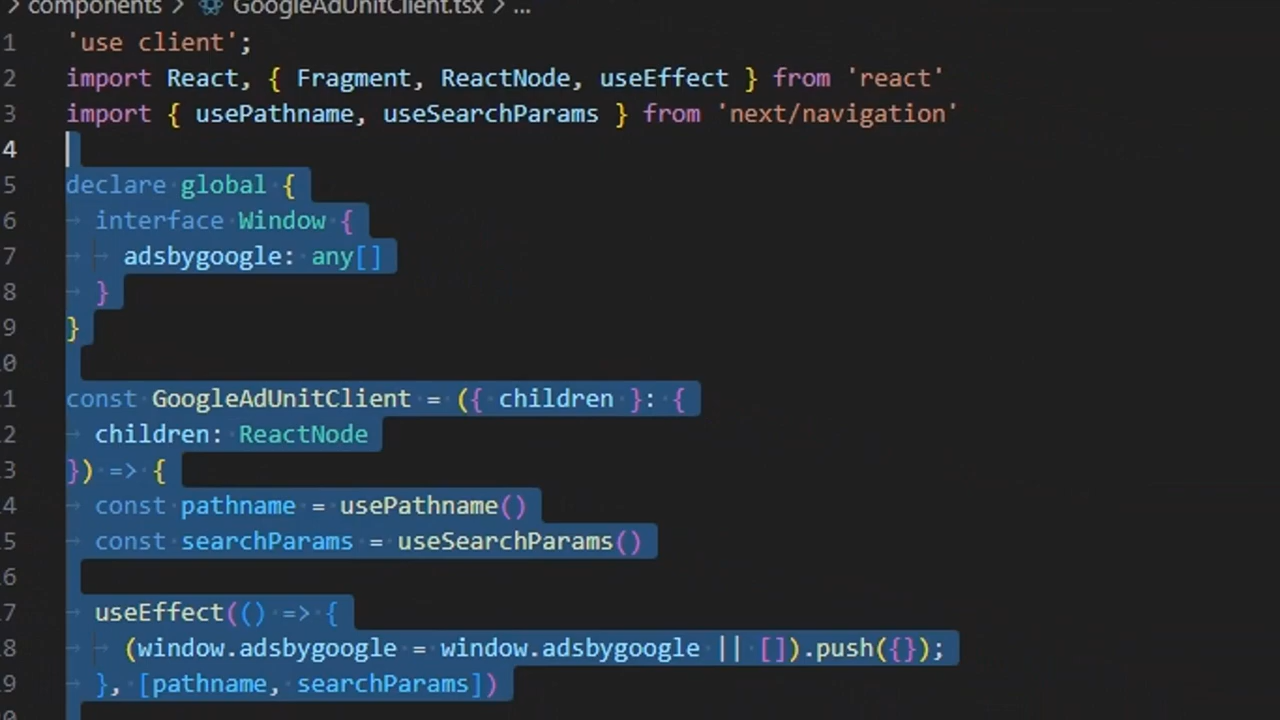 > components > GoogleAdUnitClient.tsx > ...
1 'use client';
2 import React, { Fragment, ReactNode, useEffect } from 'react'
3 import { usePathname, useSearchParams } from 'next/navigation'
4
5 declare global {
6 interface Window {
7 adsbygoogle: any[]
8 }
9 }
0
1 const GoogleAdUnitClient = ({ children }: {
2 children: ReactNode
3 }) => {
4 const pathname = usePathname()
5 const searchParams = useSearchParams()
6
7 useEffect(() => {
8 (window.adsbygoogle = window.adsbygoogle || []).push({});
9 }, [pathname, searchParams])